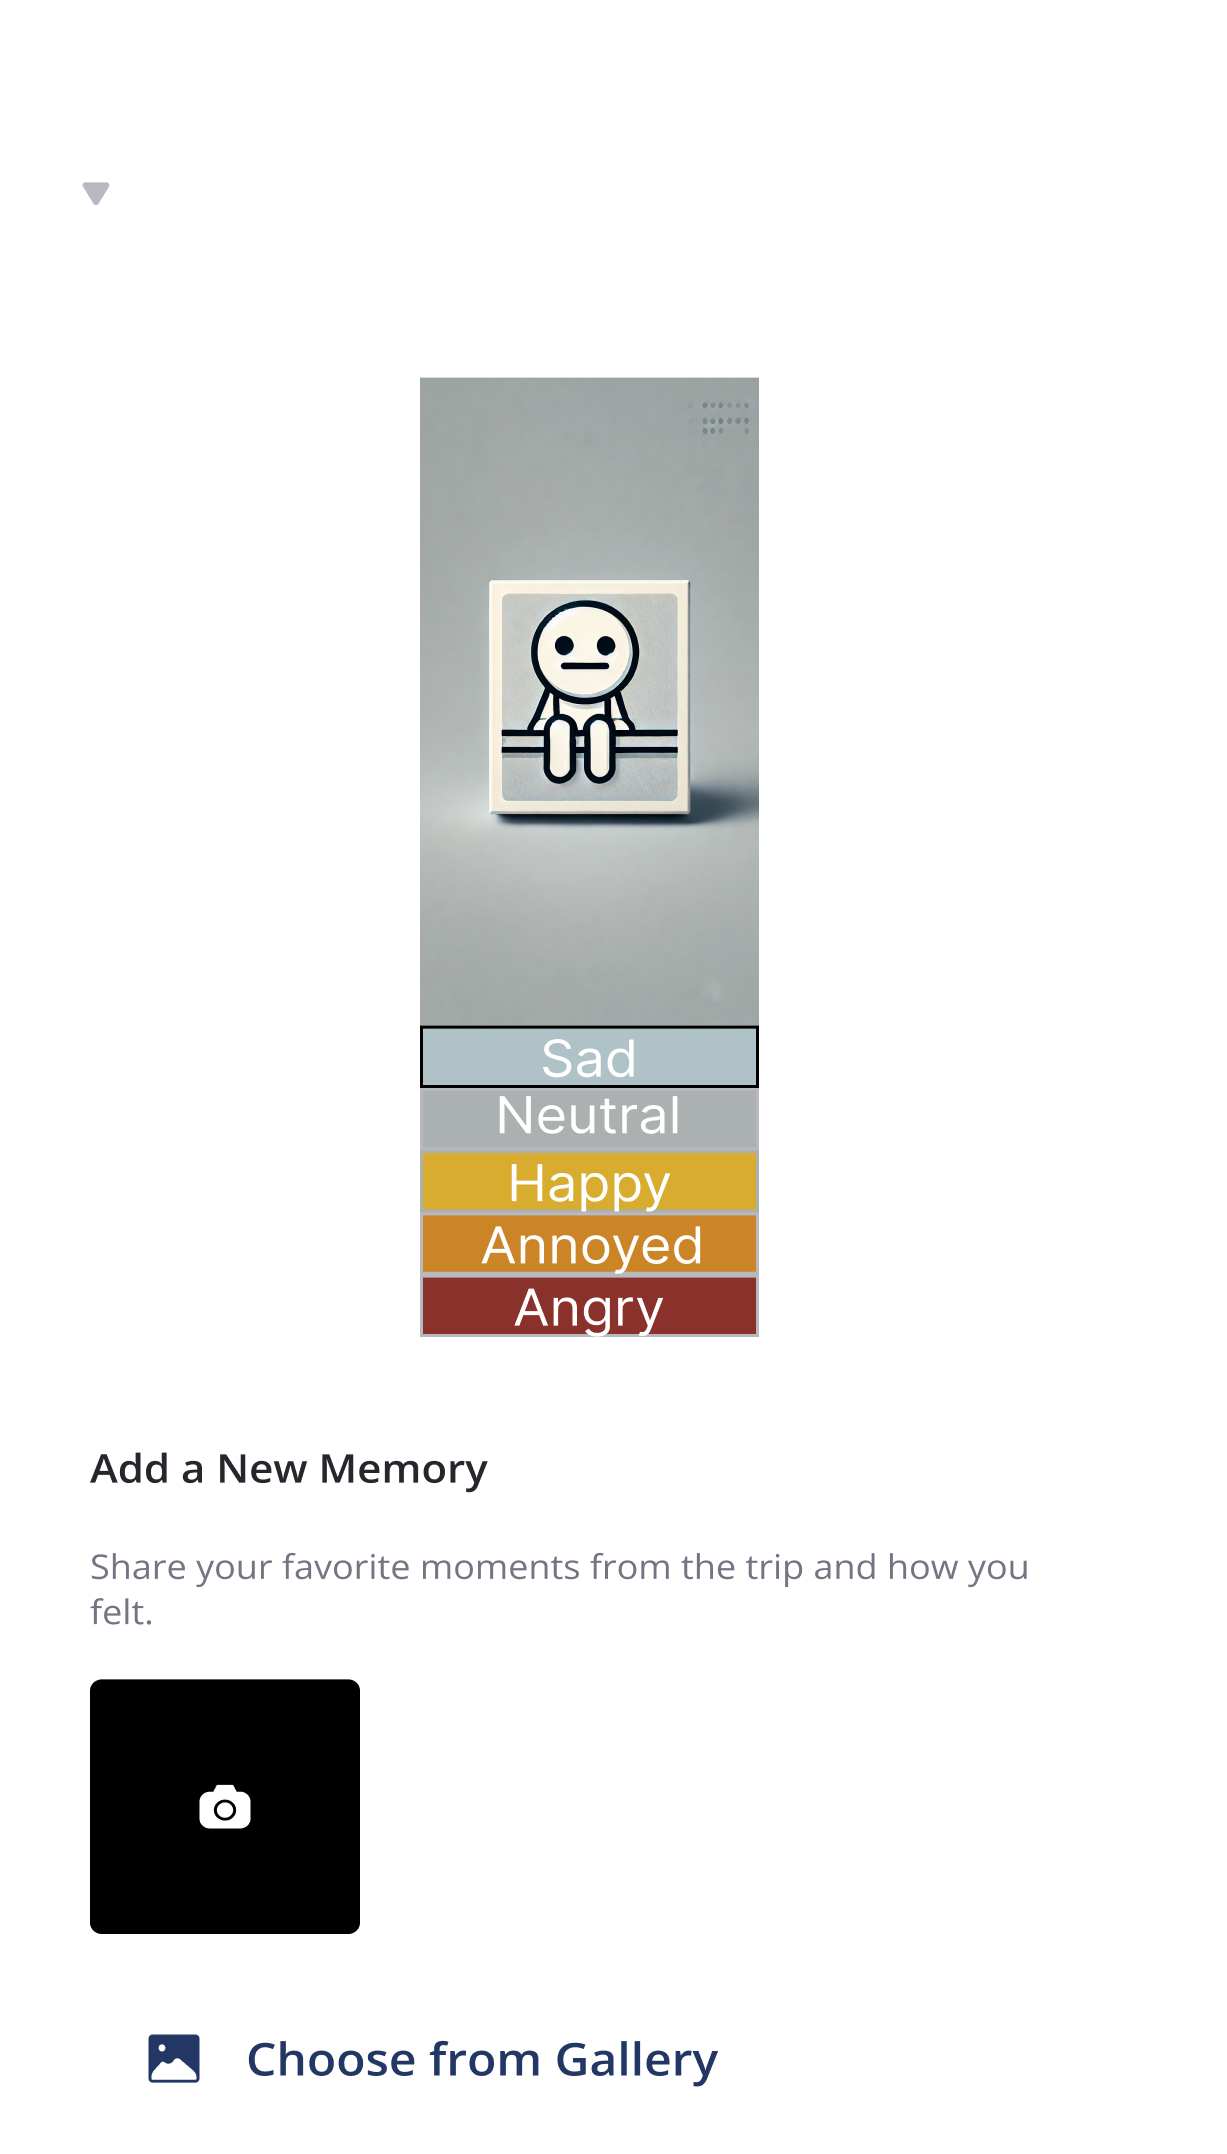 Sad
Neutral
Happy
Annoyed
Angry
Add a New Memory
Share your favorite moments from the trip and how you
felt.
Choose from Gallery